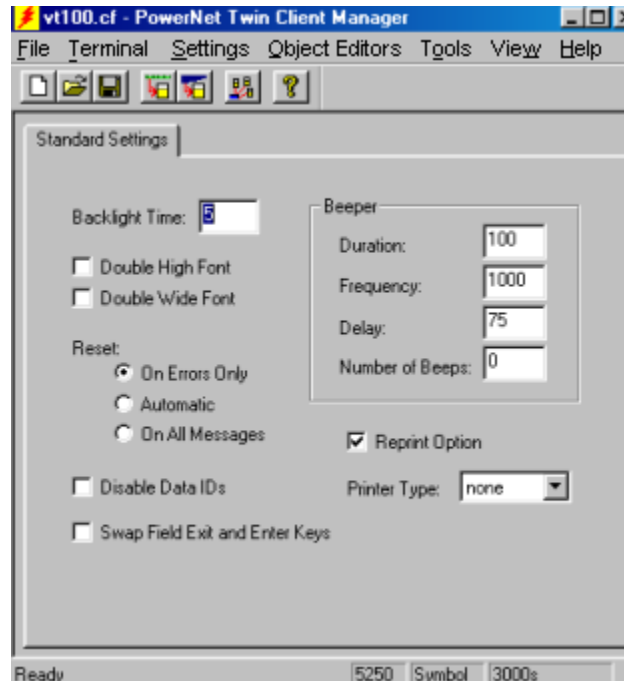 vt100.cf - PowerNet Twin Client Manager
File Terminal Settings Object Editors Tools View Help
Standard Settings
Backlight Time: 5
Double High Font
Double Wide Font
Reset:
On Errors Only
Automatic
On All Messages
Disable Data IDs
Swap Field Exit and Enter Keys
Beeper
Duration: 100
Frequency: 1000
Delay: 75
Number of Beeps: 0
Reprint Option
Printer Type: none
Ready 5250 Symbol 3000s